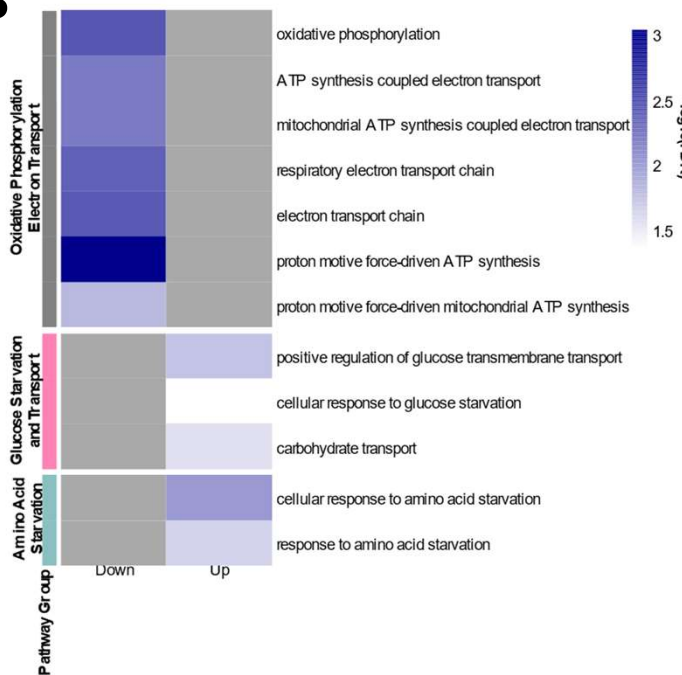 oxidative phosphorylation
ATP synthesis coupled electron transport
mitochondrial ATP synthesis coupled electron transport
respiratory electron transport chain
electron transport chain
proton motive force-driven ATP synthesis
proton motive force-driven mitochondrial ATP synthesis
Oxidative Phosphorylation
Electron Transport
positive regulation of glucose transmembrane transport
cellular response to glucose starvation
carbohydrate transport
Glucose Starvation
and Transport
cellular response to amino acid starvation
response to amino acid starvation
Amino Acid
Starvation
Down
Up
Pathway Group
3
2.5
2
1.5